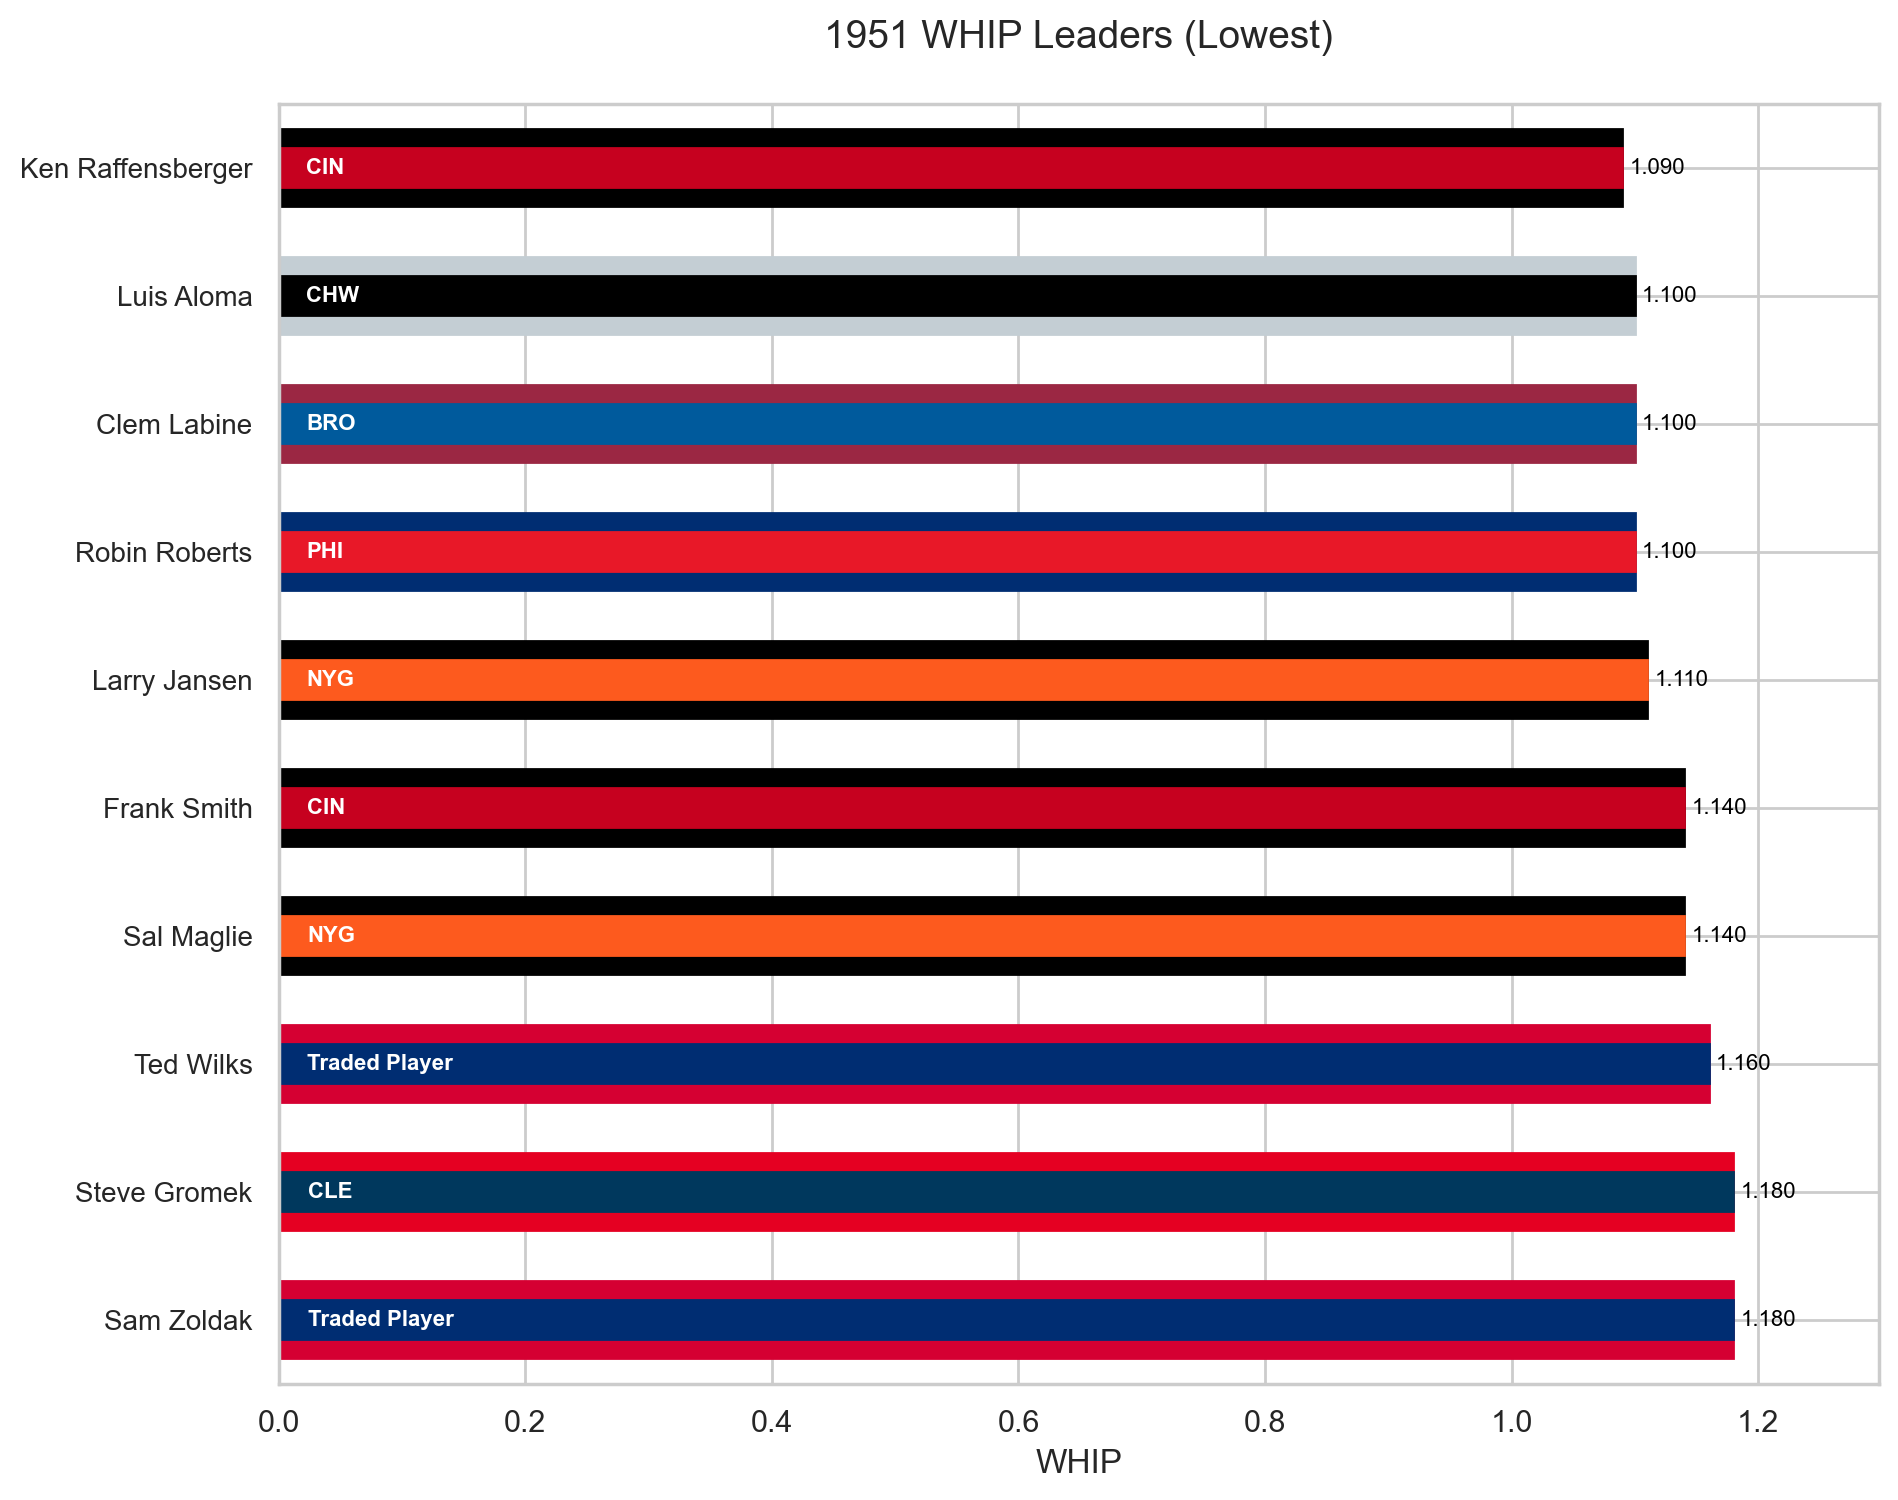 1951 WHIP Leaders (Lowest)
Ken Raffensberger
CIN
1.090
Luis Aloma
CHW
1.100
Clem Labine
BRO
1.100
Robin Roberts
PHI
1.100
Larry Jansen
NYG
1.110
Frank Smith
CIN
1.140
Sal Maglie
NYG
1.140
Ted Wilks
Traded Player
1.160
Steve Gromek
CLE
1.180
Sam Zoldak
Traded Player
1.180
0.0 0.2 0.4 0.6 0.8 1.0 1.2
WHIP